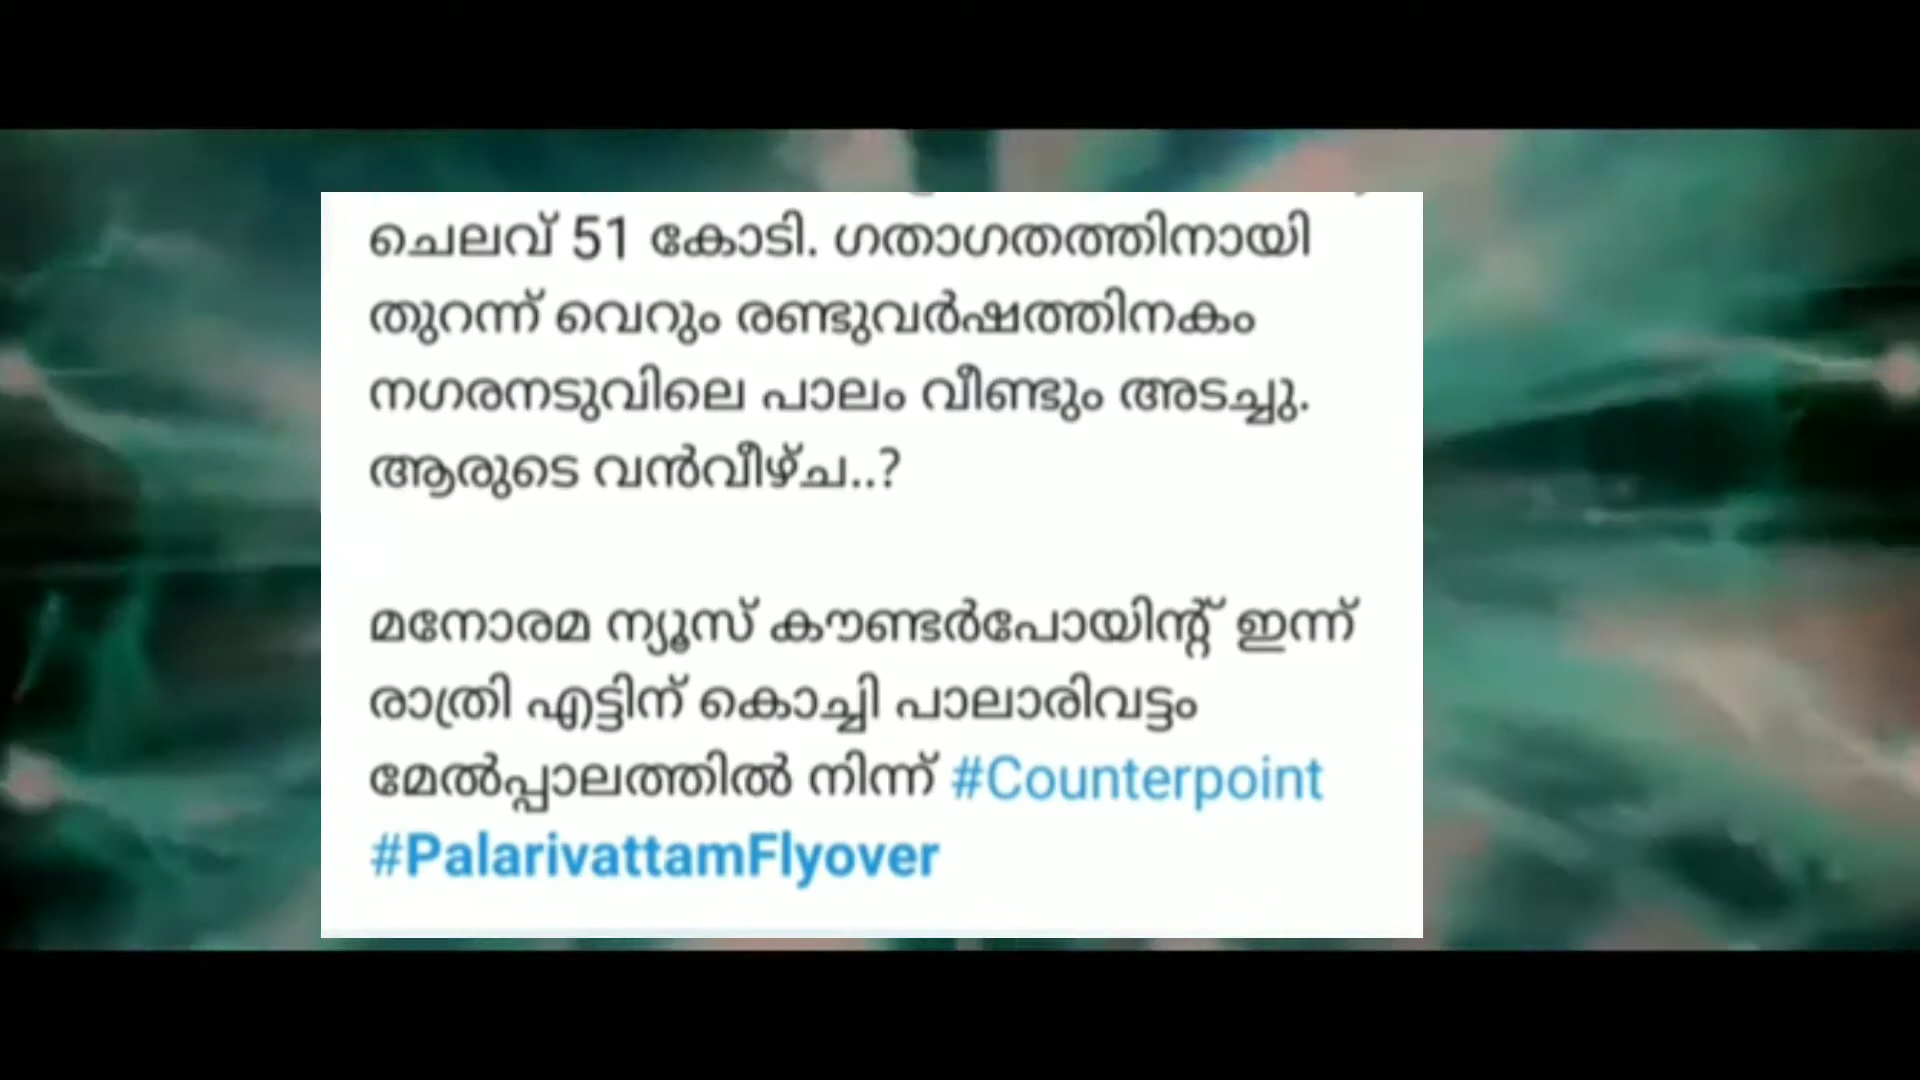 ചെലവ് 51 കോടി. ഗതാഗതത്തിനായി
തുറന്ന് വെറും രണ്ടുവർഷത്തിനകം
നഗരനടുവിലെ പാലം വീണ്ടും അടച്ചു.
ആരുടെ വൻവീഴ്ച..?
മനോരമ ന്യൂസ് കൗണ്ടർപോയിന്റ് ഇന്ന്
രാത്രി എട്ടിന് കൊച്ചി പാലാരിവട്ടം
മേൽപ്പാലത്തിൽ നിന്ന് #Counterpoint
#PalarivattamFlyover